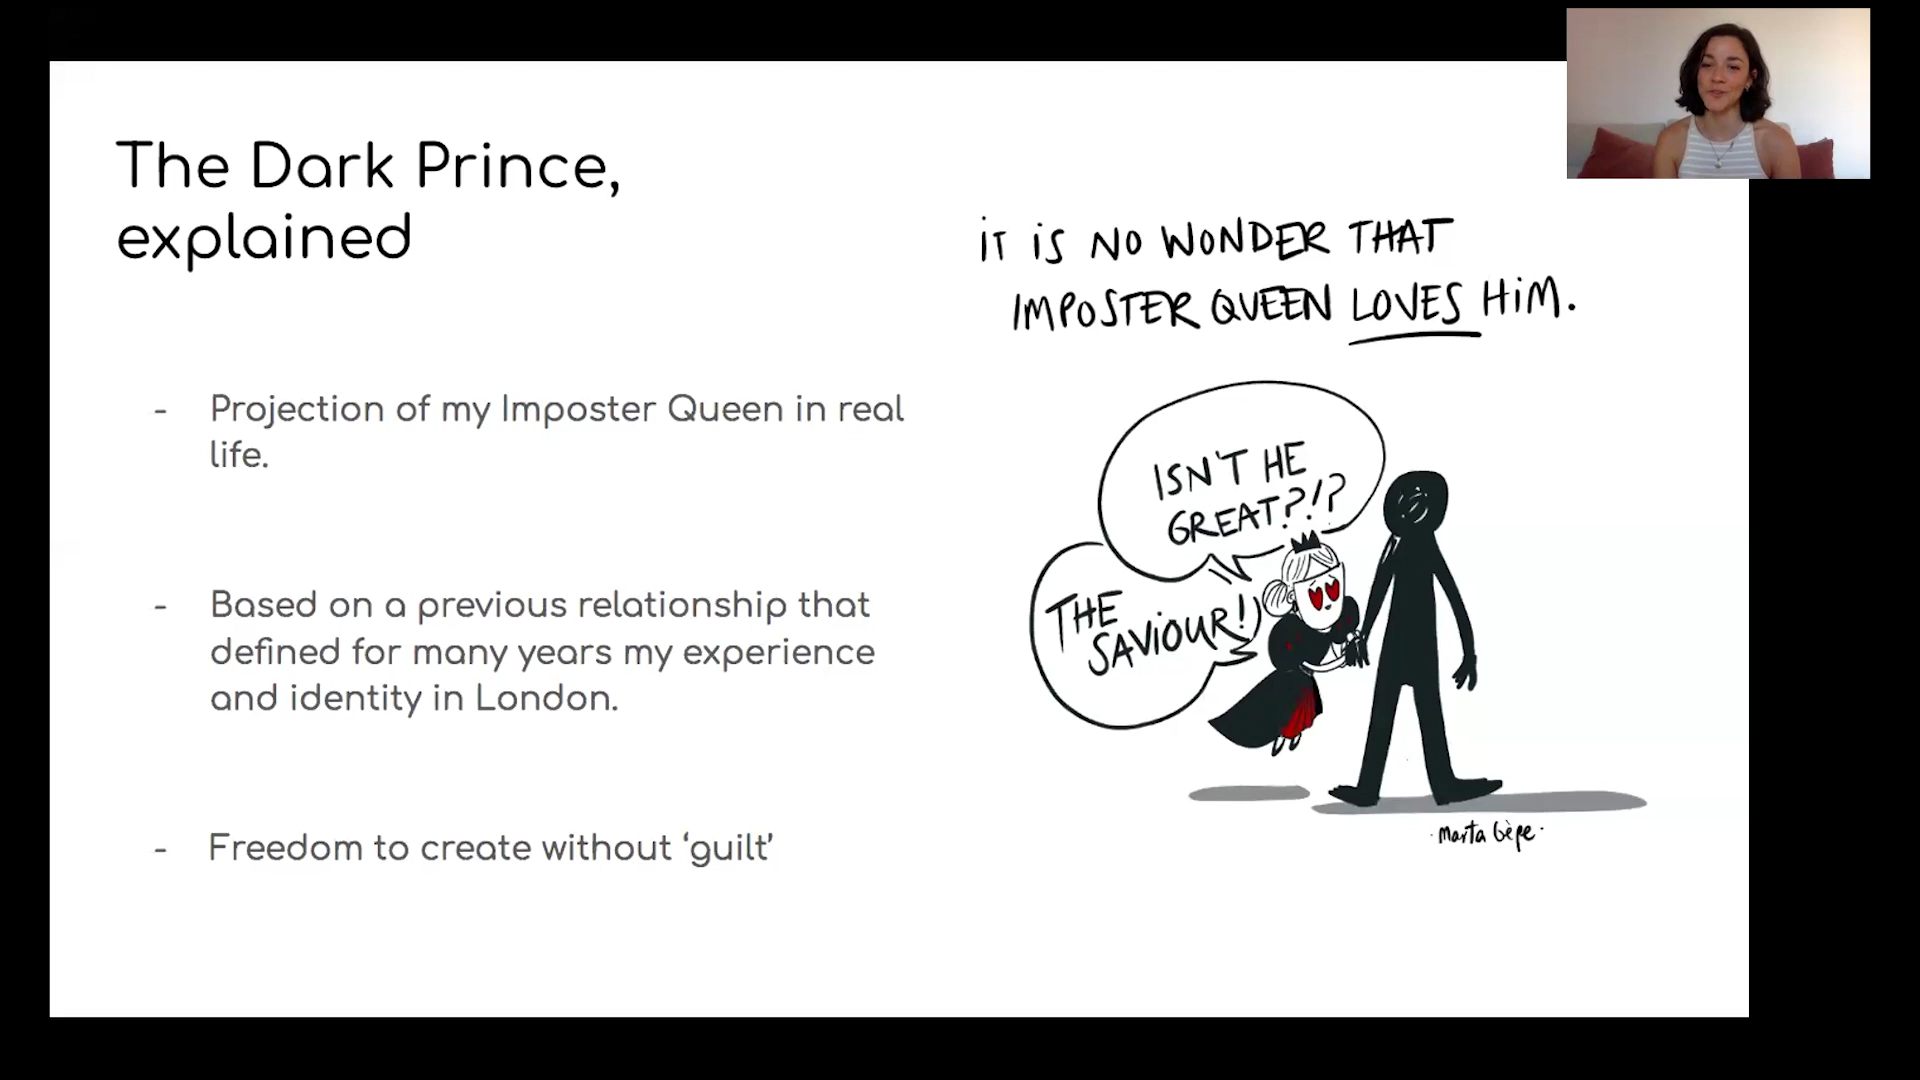 The Dark Prince,
explained
- Projection of my Imposter Queen in real
life.
- Based on a previous relationship that
defined for many years my experience
and identity in London.
- Freedom to create without ‘guilt’
IT IS NO WONDER THAT
IMPOSTER QUEEN LOVES HIM.
ISN'T HE
GREAT?!?
THE
SAVIOUR!
·Marta Gèpe·